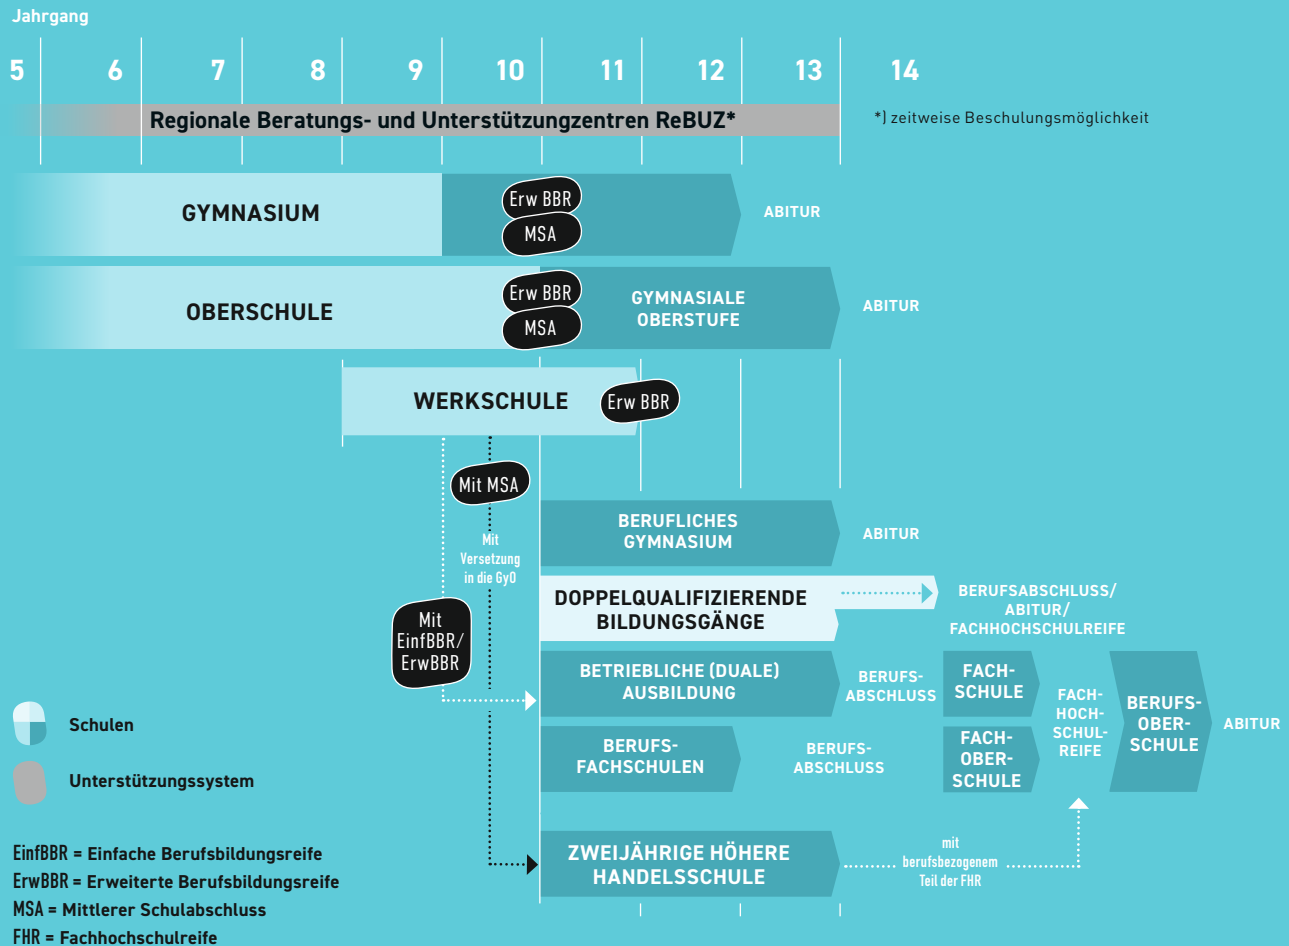 Jahrgang
5 6 7 8 9 10 11 12 13 14
Regionale Beratungs- und Unterstützungzentren ReBUZ*
*) zeitweise Beschulungsmöglichkeit
GYMNASIUM
Erw BBR
MSA
ABITUR
OBERSCHULE
Erw BBR
MSA
GYMNASIALE
OBERSTUFE
ABITUR
WERKSCHULE
Erw BBR
Mit MSA
Mit
Versetzung
in die GyO
Mit
EinfBBR/
ErwBBR
BERUFLICHES
GYMNASIUM
ABITUR
DOPPELQUALIFIZIERENDE
BILDUNGSGÄNGE
BERUFSABSCHLUSS/
ABITUR/
FACHHOCHSCHULREIFE
BETRIEBLICHE (DUALE)
AUSBILDUNG
BERUFS-
ABSCHLUSS
FACH-
SCHULE
BERUFS-
FACHSCHULEN
BERUFS-
ABSCHLUSS
FACH-
OBER-
SCHULE
FACH-
HOCH-
SCHUL-
REIFE
BERUFS-
OBER-
SCHULE
ABITUR
ZWEIJÄHRIGE HÖHERE
HANDELSSCHULE
mit
berufsbezogenem
Teil der FHR
Schulen
Unterstützungssystem
EinfBBR = Einfache Berufsbildungsreife
ErwBBR = Erweiterte Berufsbildungsreife
MSA = Mittlerer Schulabschluss
FHR = Fachhochschulreife